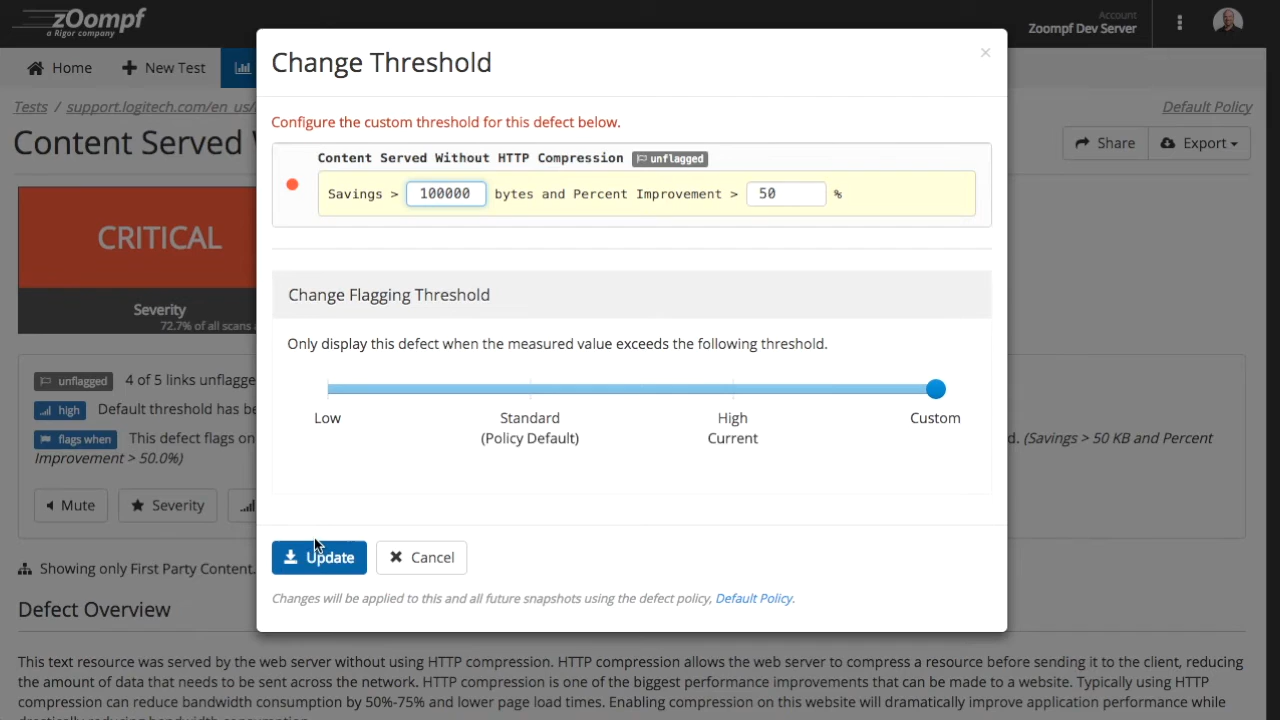 zOompf
a Rigor company
Account
Zoompf Dev Server
Home
New Test
Tests / support.logitech.com/en_us/
Default Policy
Content Served
Share
Export
CRITICAL
Severity
72.7% of all scans
Change Threshold
×
Configure the custom threshold for this defect below.
Content Served Without HTTP Compression unflagged
Savings > 100000 bytes and Percent Improvement > 50 %
Change Flagging Threshold
Only display this defect when the measured value exceeds the following threshold.
Low
Standard
(Policy Default)
High
Current
Custom
Update
Cancel
Changes will be applied to this and all future snapshots using the defect policy, Default Policy.
unflagged 4 of 5 links unflagge
high Default threshold has be
flags when This defect flags on
d. (Savings > 50 KB and Percent
Improvement > 50.0%)
Mute
Severity
Showing only First Party Content.
Defect Overview
This text resource was served by the web server without using HTTP compression. HTTP compression allows the web server to compress a resource before sending it to the client, reducing
the amount of data that needs to be sent across the network. HTTP compression is one of the biggest performance improvements that can be made to a website. Typically using HTTP
compression can reduce bandwidth consumption by 50%-75% and lower page load times. Enabling compression on this website will dramatically improve application performance while
drastically reducing bandwidth consumption.